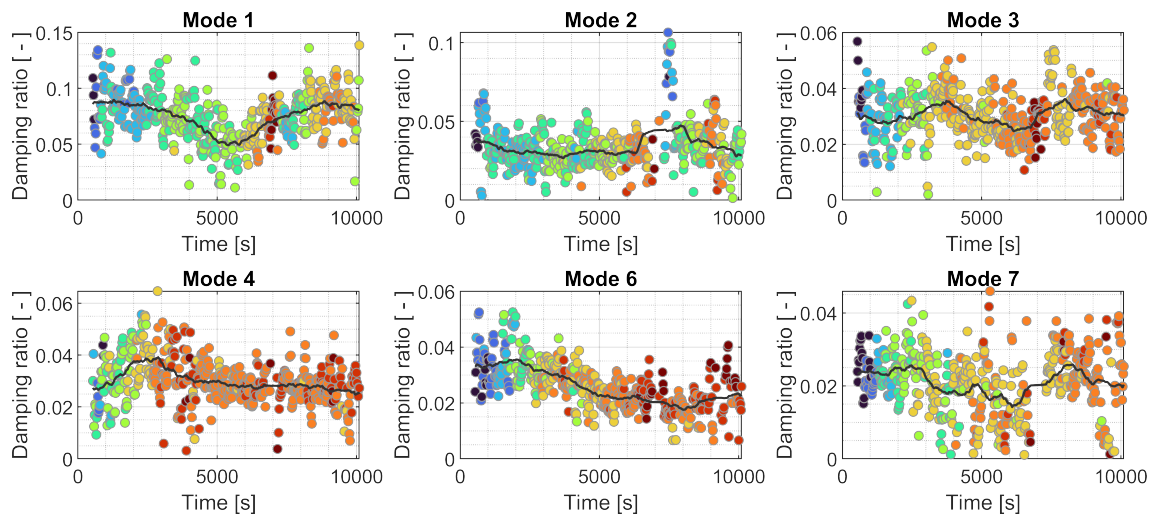 Mode 1 Mode 2 Mode 3
Damping ratio [ - ] Damping ratio [ - ] Damping ratio [ - ]
0.15 0.1 0.06
0.1 0.05 0.04
0.05 0.02
0 0 0
0 5000 10000 0 5000 10000 0 5000 10000
Time [s] Time [s] Time [s]
Mode 4 Mode 6 Mode 7
Damping ratio [ - ] Damping ratio [ - ] Damping ratio [ - ]
0.06 0.06 0.04
0.04 0.04 0.02
0.02 0.02
0 0 0
0 5000 10000 0 5000 10000 0 5000 10000
Time [s] Time [s] Time [s]